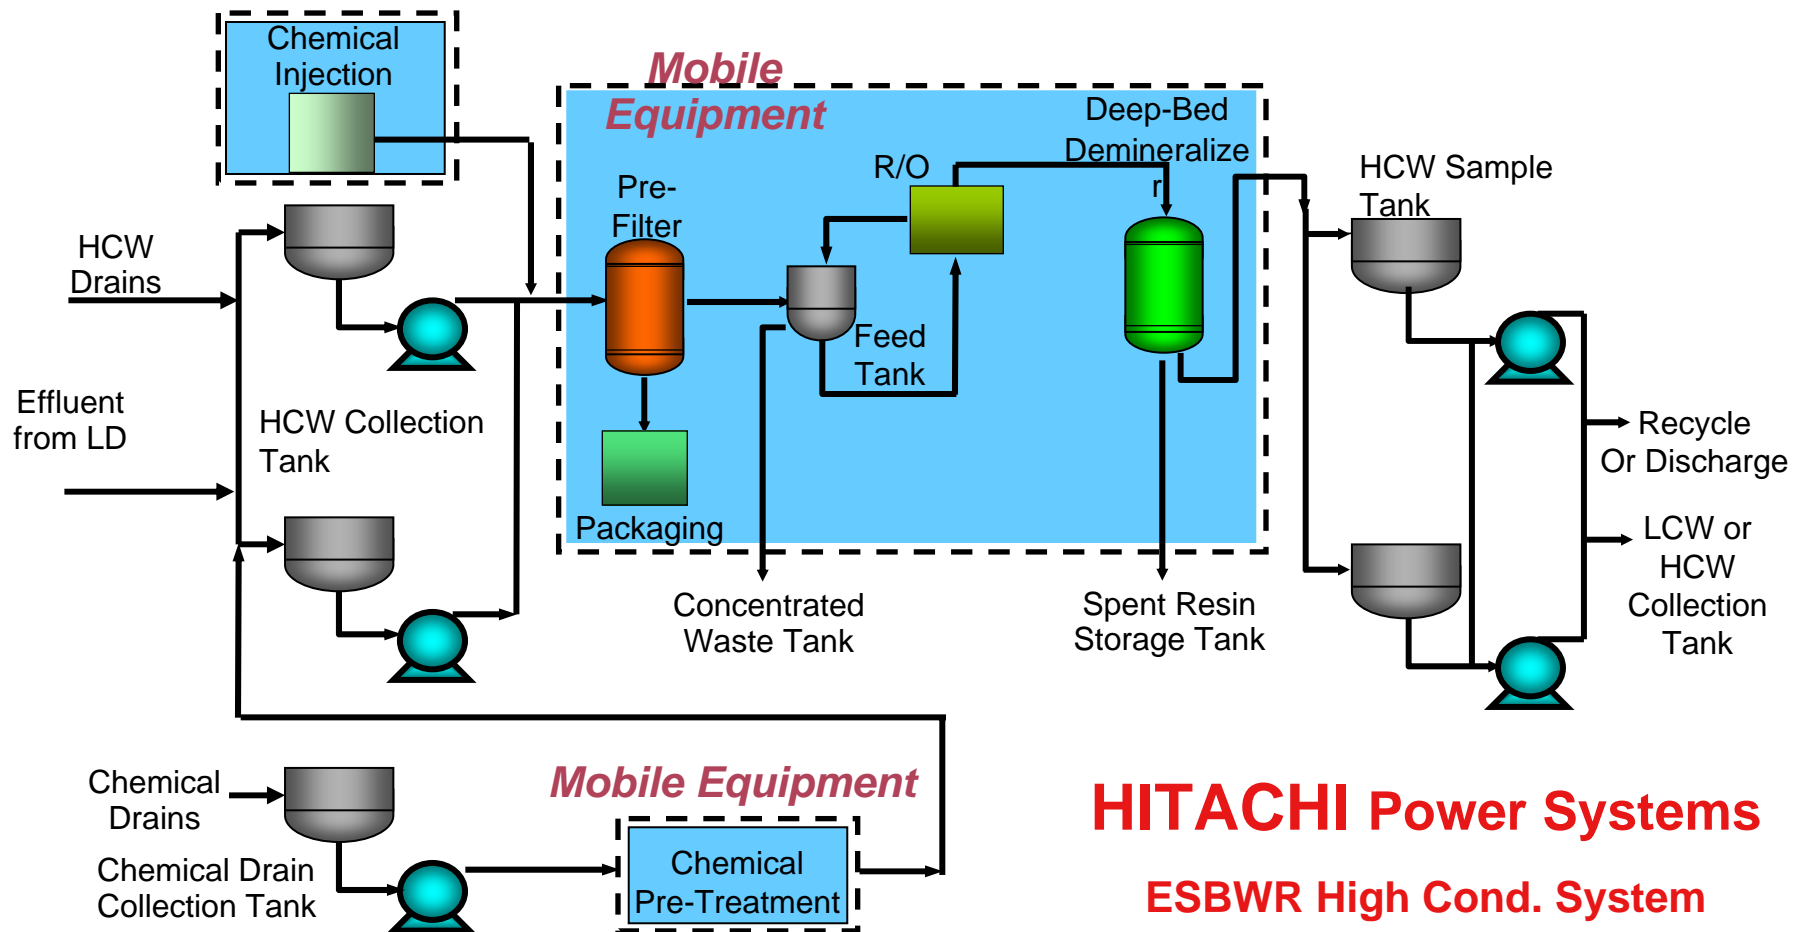 Chemical
Injection
Mobile
Equipment
Deep-Bed
Demineralize
r
R/O
HCW Sample
Tank
Pre-
Filter
HCW
Drains
Feed
Tank
Effluent
from LD
HCW Collection
Tank
Recycle
Or Discharge
Packaging
LCW or
HCW
Collection
Tank
Concentrated
Waste Tank
Spent Resin
Storage Tank
Chemical
Drains
Mobile Equipment
HITACHI Power Systems
Chemical Drain
Collection Tank
Chemical
Pre-Treatment
ESBWR High Cond. System